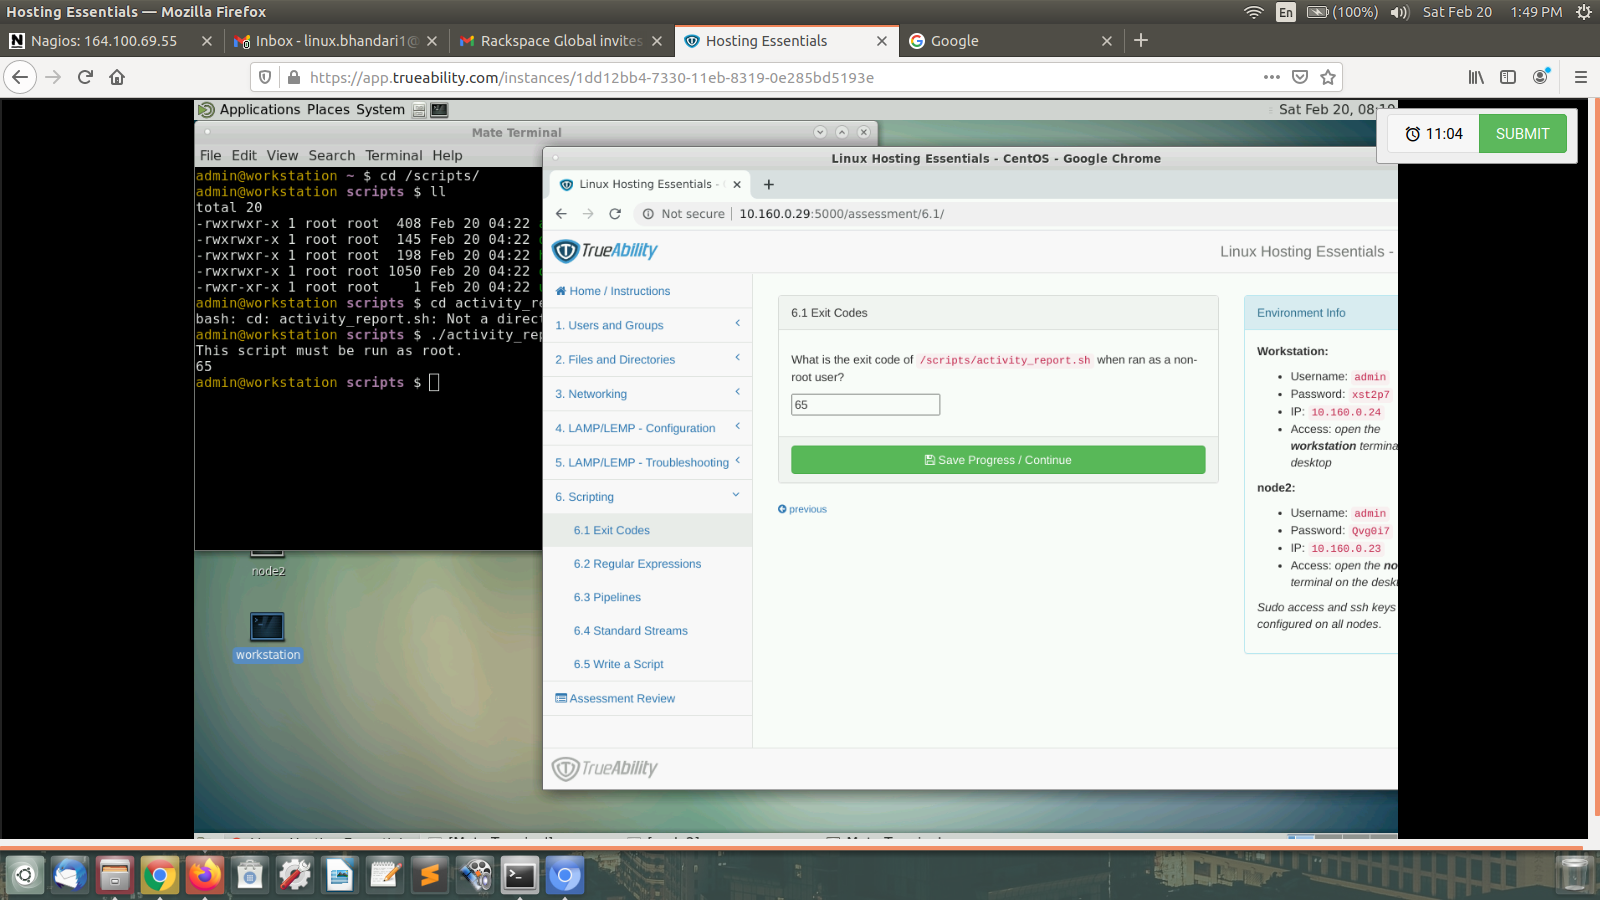 Hosting Essentials — Mozilla Firefox
En
(100%)
Sat Feb 20
1:49 PM
Nagios: 164.100.69.55
Inbox - linux.bhandari1@
Rackspace Global invites
Hosting Essentials
Google
https://app.trueability.com/instances/1dd12bb4-7330-11eb-8319-0e285bd5193e
Applications Places System
Sat Feb 20,
11:04
SUBMIT
Mate Terminal
File Edit View Search Terminal Help
admin@workstation ~ $ cd /scripts/
admin@workstation scripts $ ll
total 20
-rwxrwxr-x 1 root root 408 Feb 20 04:22
-rwxrwxr-x 1 root root 145 Feb 20 04:22
-rwxrwxr-x 1 root root 198 Feb 20 04:22
-rwxrwxr-x 1 root root 1050 Feb 20 04:22
-rwxr-xr-x 1 root root 1 Feb 20 04:22
admin@workstation scripts $ cd activity_re
bash: cd: activity_report.sh: Not a direct
admin@workstation scripts $ ./activity_rep
This script must be run as root.
65
admin@workstation scripts $
node2
workstation
Linux Hosting Essentials - CentOS - Google Chrome
Linux Hosting Essentials -
Not secure
10.160.0.29:5000/assessment/6.1/
TrueAbility
Linux Hosting Essentials -
Home / Instructions
1. Users and Groups
2. Files and Directories
3. Networking
4. LAMP/LEMP - Configuration
5. LAMP/LEMP - Troubleshooting
6. Scripting
6.1 Exit Codes
6.2 Regular Expressions
6.3 Pipelines
6.4 Standard Streams
6.5 Write a Script
Assessment Review
TrueAbility
6.1 Exit Codes
What is the exit code of /scripts/activity_report.sh when ran as a non-
root user?
65
Save Progress / Continue
previous
Environment Info
Workstation:
Username: admin
Password: xst2p7
IP: 10.160.0.24
Access: open the
workstation termina
desktop
node2:
Username: admin
Password: Qvg0i7
IP: 10.160.0.23
Access: open the no
terminal on the desk
Sudo access and ssh keys
configured on all nodes.